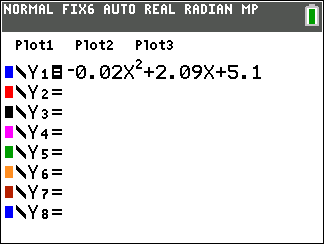 NORMAL FIX6 AUTO REAL RADIAN MP
Plot1 Plot2 Plot3
\Y₁=-0.02X²+2.09X+5.1
\Y₂=
\Y₃=
\Y₄=
\Y₅=
\Y₆=
\Y₇=
\Y₈=